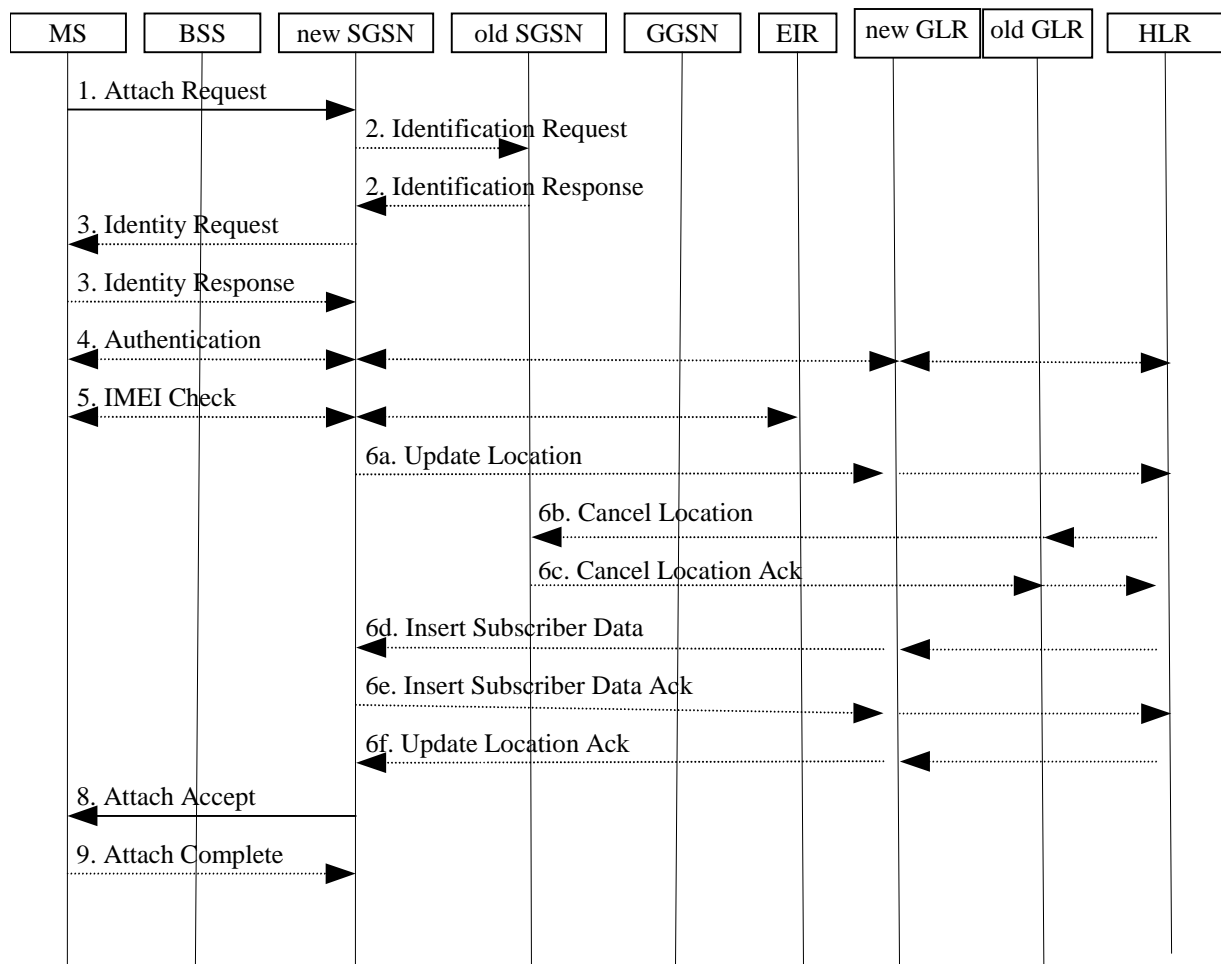 MS
BSS
new SGSN
old SGSN
GGSN
EIR
new GLR
old GLR
HLR
1. Attach Request
2. Identification Request
2. Identification Response
3. Identity Request
3. Identity Response
4. Authentication
5. IMEI Check
6a. Update Location
6b. Cancel Location
6c. Cancel Location Ack
6d. Insert Subscriber Data
6e. Insert Subscriber Data Ack
6f. Update Location Ack
8. Attach Accept
9. Attach Complete